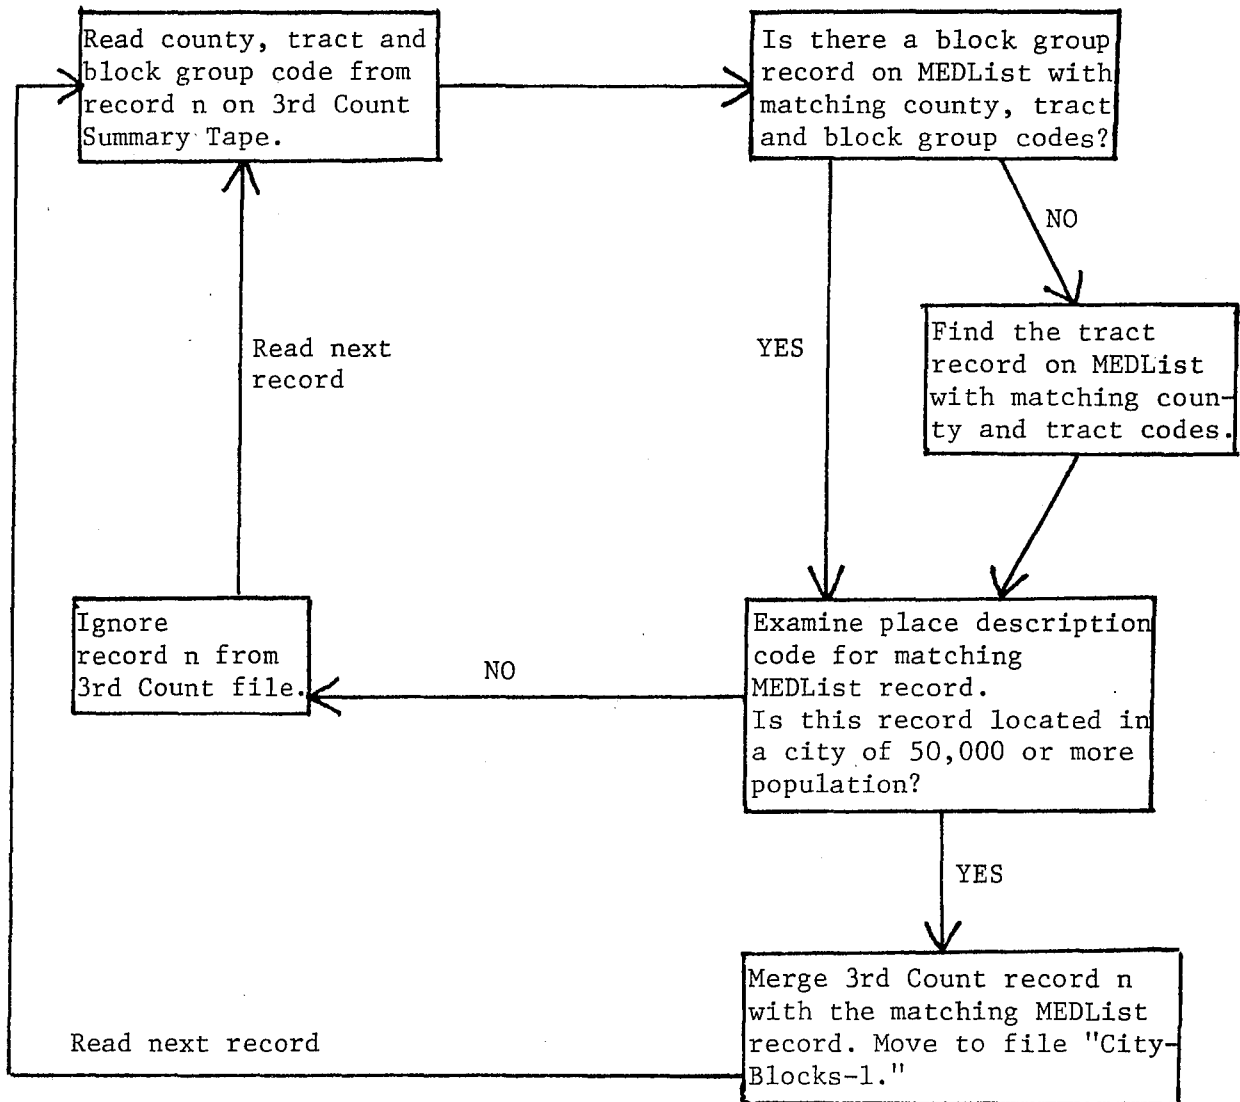 Read county, tract and
block group code from
record n on 3rd Count
Summary Tape.
Is there a block group
record on MEDList with
matching county, tract
and block group codes?
NO
Find the tract
record on MEDList
with matching coun-
ty and tract codes.
YES
Read next
record
Examine place description
code for matching
MEDList record.
Is this record located in
a city of 50,000 or more
population?
NO
Ignore
record n from
3rd Count file.
YES
Merge 3rd Count record n
with the matching MEDList
record. Move to file "City-
Blocks-1."
Read next record